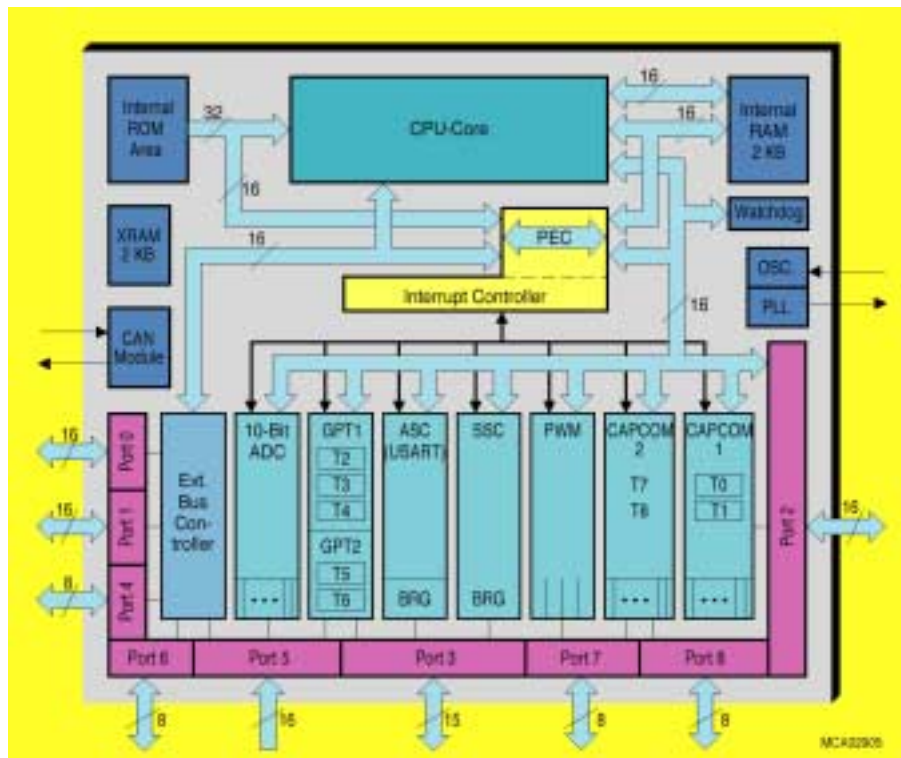 Internal
ROM
Area
32
CPU-Core
16
16
Internal
RAM
2 KB
16
XRAM
2 KB
16
PEC
Watchdog
Interrupt Controller
16
OSC
PLL
CAN
Module
16
Port 0
16
Port 1
8
Port 4
Ext.
Bus
Con-
troller
10-Bit
ADC
GPT1
T2
T3
T4
GPT2
T5
T6
ASC
(USART)
BRG
SSC
BRG
PWM
CAPCOM
2
T7
T8
CAPCOM
1
T0
T1
Port 2
16
Port 6
Port 5
Port 3
Port 7
Port 8
8
16
15
8
8
MCA02905